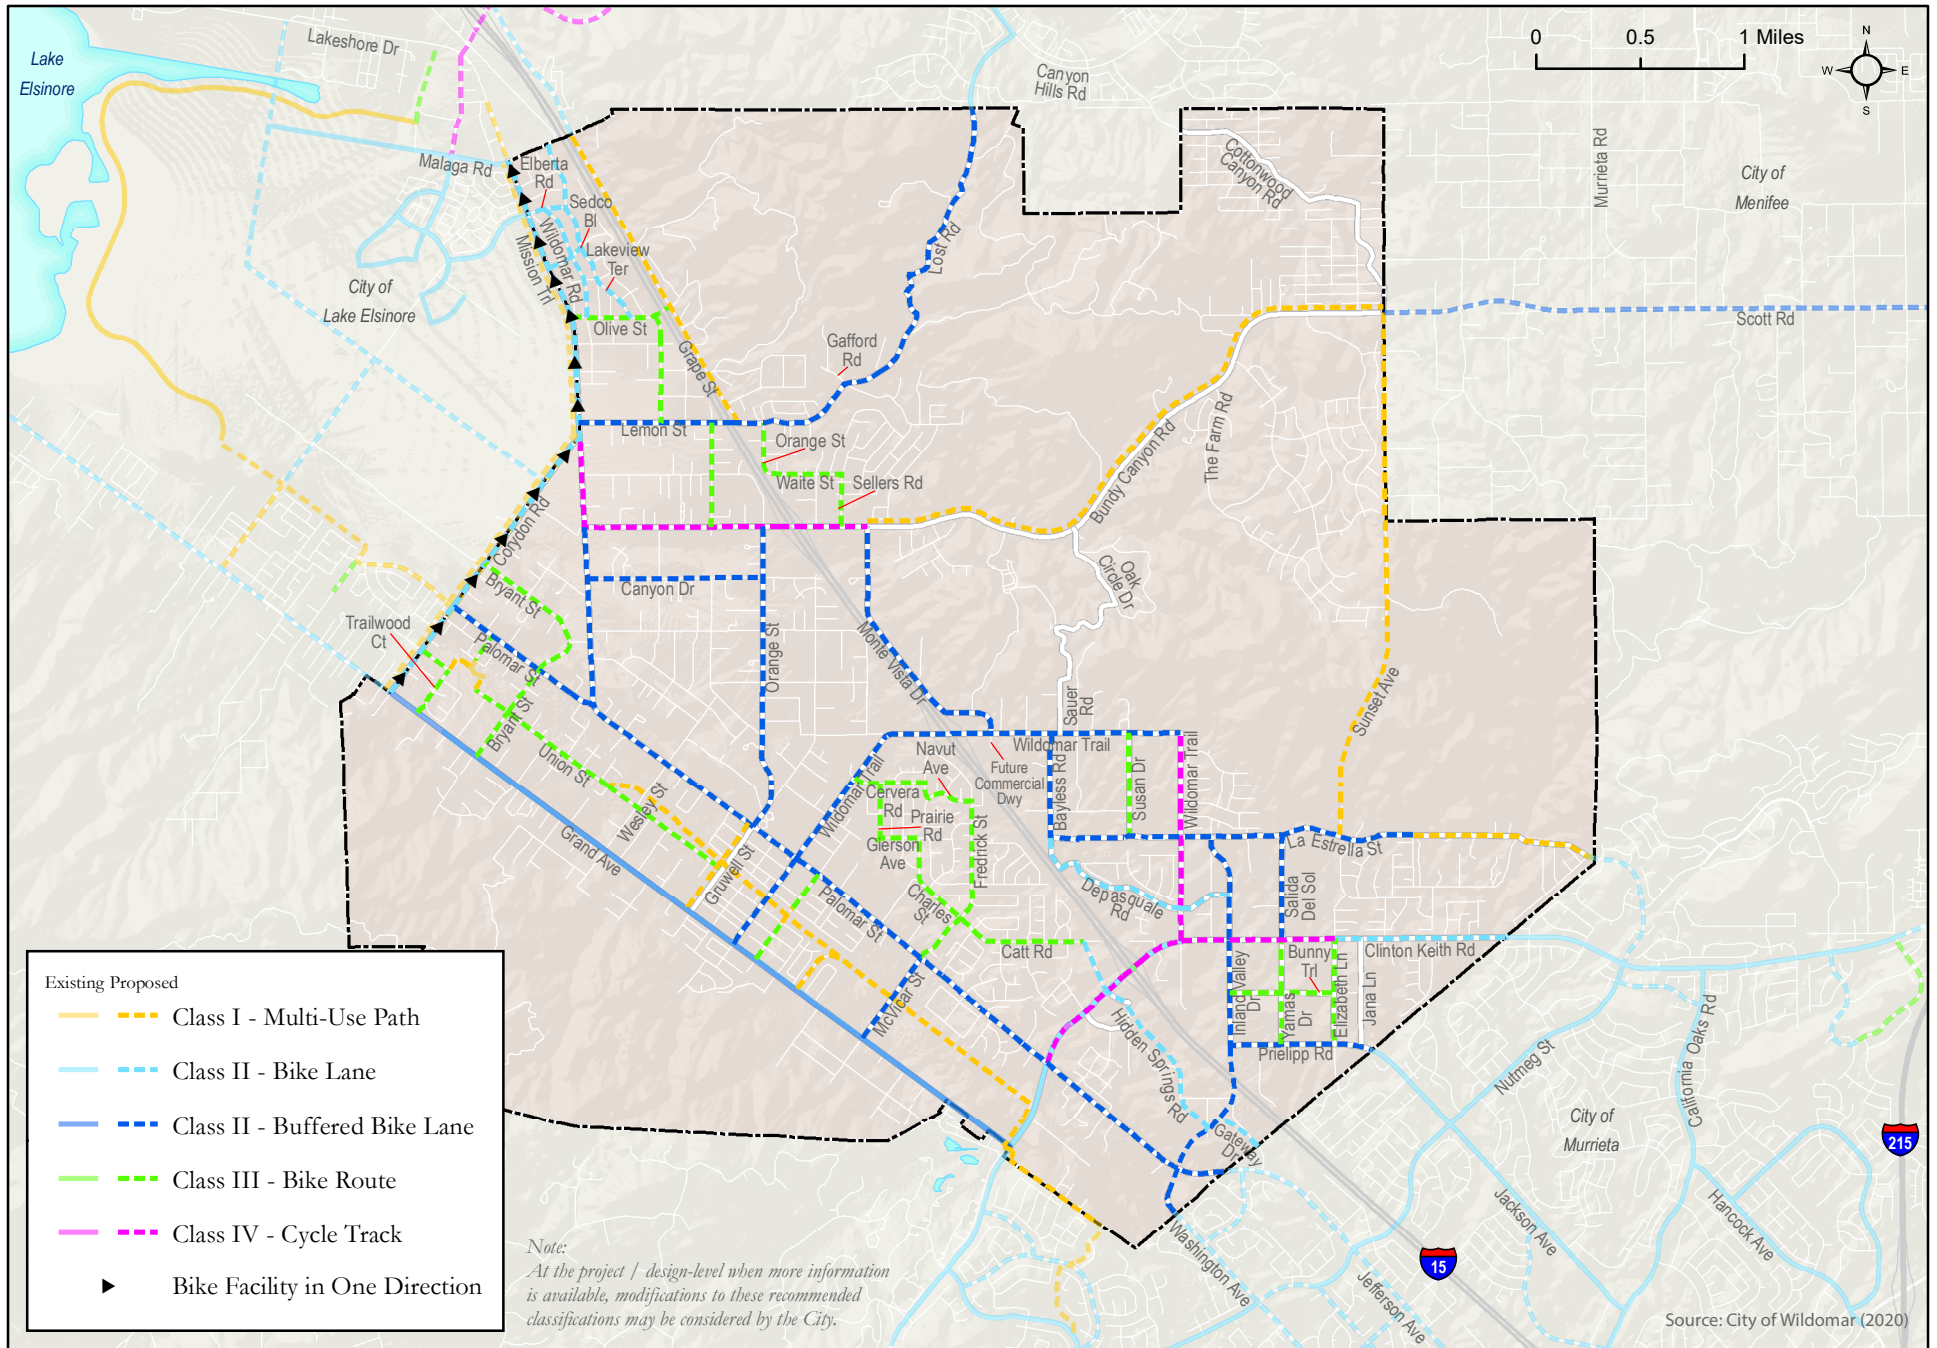 Lake
Elsinore
Lakeshore Dr
Canyon
Hills Rd
0 0.5 1 Miles
N
W E
S
Murrieta Rd
City of
Menifee
Cottonwood
Canyon Rd
Malaga Rd
Elberta
Rd
Sedco
Bl
Lakeview
Ter
Wildomar Rd
Mission Trl
City of
Lake Elsinore
Lost Rd
Olive St
Scott Rd
Grape St
Gafford
Rd
The Farm Rd
Bundy Canyon Rd
Lemon St
Orange St
Waite St
Sellers Rd
Corydon Rd
Bryant St
Canyon Dr
Oak
Circle Dr
Trailwood
Ct
Palomar St
Orange St
Monte Vista Dr
Sauer
Rd
Sunset Ave
Bryant St
Union St
Wildomar Trail
Navut
Ave
Wildomar Trail
Future
Commercial
Dwy
Bayless Rd
Susan Dr
Wildomar Trail
Wesley St
Cervera
Rd
Prairie
Rd
Gierson
Ave
Fredrick St
La Estrella St
Grand Ave
Gruwell St
Palomar St
Charles
St
Depasquale
Rd
Salida
Del Sol
Catt Rd
Bunny
Trl
Clinton Keith Rd
McVicar St
Inland Valley
Dr
Yamas
Dr
Elizabeth Ln
Jana Ln
Hidden Springs Rd
Prielipp Rd
Nutmeg St
California Oaks Rd
Gateway
Dr
City of
Murrieta
215
Washington Ave
Jackson Ave
Hancock Ave
Jefferson Ave
15
Existing Proposed
Class I - Multi-Use Path
Class II - Bike Lane
Class II - Buffered Bike Lane
Class III - Bike Route
Class IV - Cycle Track
Bike Facility in One Direction
Note:
At the project / design-level when more information
is available, modifications to these recommended
classifications may be considered by the City.
Source: City of Wildomar (2020)